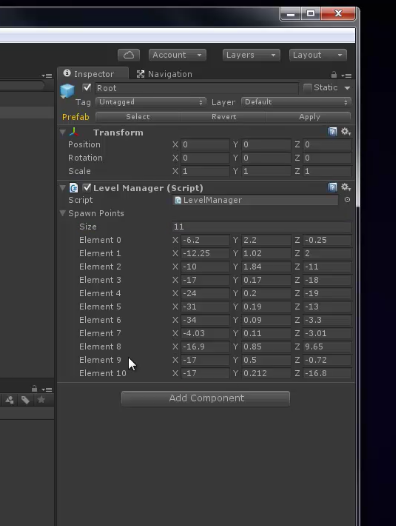 Account Layers Layout
Inspector Navigation
Root Static
Tag Untagged Layer Default
Prefab Select Revert Apply
Transform
Position X 0 Y 0 Z 0
Rotation X 0 Y 0 Z 0
Scale X 1 Y 1 Z 1
Level Manager (Script)
Script LevelManager
Spawn Points
Size 11
Element 0 X -6.2 Y 2.2 Z -0.25
Element 1 X -12.25 Y 1.02 Z 2
Element 2 X -10 Y 1.84 Z -11
Element 3 X -17 Y 0.17 Z -18
Element 4 X -24 Y 0.2 Z -19
Element 5 X -31 Y 0.19 Z -13
Element 6 X -34 Y 0.09 Z -3.3
Element 7 X -4.03 Y 0.11 Z -3.01
Element 8 X -16.9 Y 0.85 Z 9.65
Element 9 X -17 Y 0.5 Z -0.72
Element 10 X -17 Y 0.212 Z -16.8
Add Component